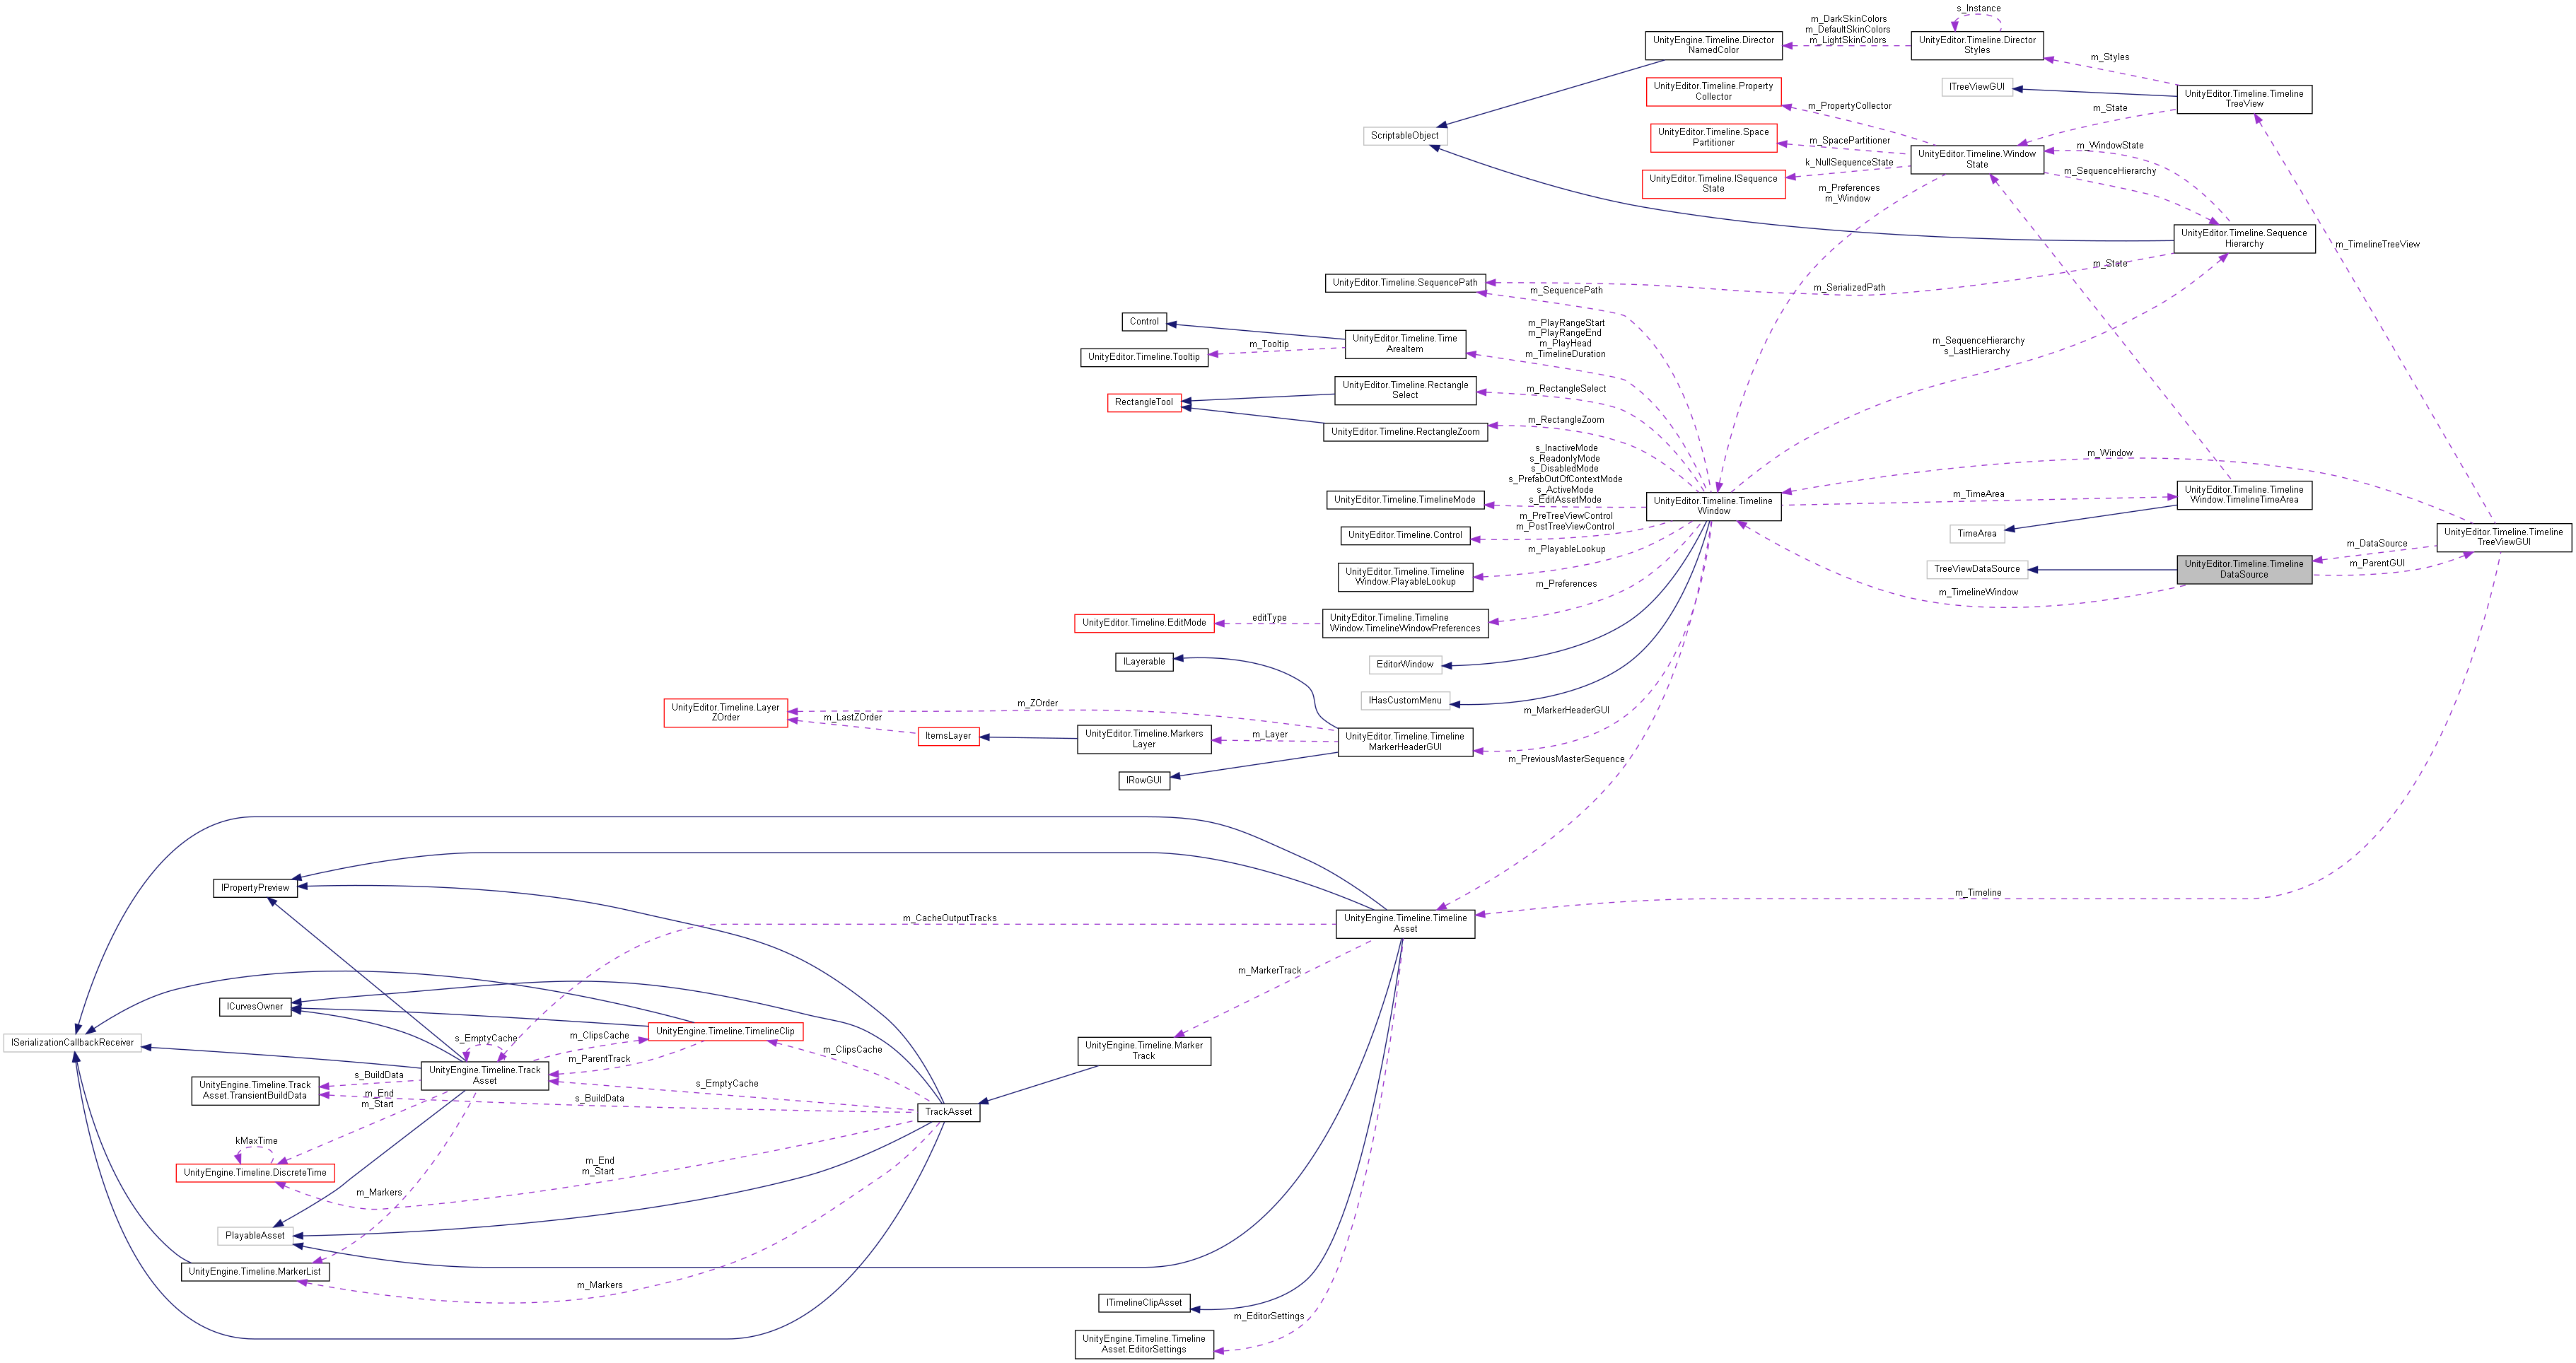 s_Instance
m_DarkSkinColors
m_DefaultSkinColors
m_LightSkinColors
UnityEngine.Timeline.Director
NamedColor
UnityEditor.Timeline.Director
Styles
m_Styles
ITreeViewGUI
UnityEditor.Timeline.Timeline
TreeView
UnityEditor.Timeline.Property
Collector
m_PropertyCollector
m_State
ScriptableObject
UnityEditor.Timeline.Space
Partitioner
m_SpacePartitioner
UnityEditor.Timeline.Window
State
m_WindowState
k_NullSequenceState
m_SequenceHierarchy
UnityEditor.Timeline.ISequence
State
m_Preferences
m_Window
UnityEditor.Timeline.Sequence
Hierarchy
m_TimelineTreeView
m_State
UnityEditor.Timeline.SequencePath
m_SequencePath
m_SerializedPath
Control
m_PlayRangeStart
m_PlayRangeEnd
m_PlayHead
m_TimelineDuration
UnityEditor.Timeline.Time
AreaItem
m_Tooltip
UnityEditor.Timeline.Tooltip
m_SequenceHierarchy
s_LastHierarchy
UnityEditor.Timeline.Rectangle
Select
m_RectangleSelect
RectangleTool
m_RectangleZoom
UnityEditor.Timeline.RectangleZoom
s_InactiveMode
s_ReadonlyMode
s_DisabledMode
s_PrefabOutOfContextMode
s_ActiveMode
s_EditAssetMode
m_Window
UnityEditor.Timeline.TimelineMode
UnityEditor.Timeline.Timeline
Window
m_TimeArea
UnityEditor.Timeline.Timeline
Window.TimelineTimeArea
m_PreTreeViewControl
m_PostTreeViewControl
UnityEditor.Timeline.Control
TimeArea
UnityEditor.Timeline.Timeline
TreeViewGUI
m_DataSource
m_PlayableLookup
m_ParentGUI
UnityEditor.Timeline.Timeline
Window.PlayableLookup
TreeViewDataSource
UnityEditor.Timeline.Timeline
DataSource
m_Preferences
m_TimelineWindow
UnityEditor.Timeline.EditMode
editType
UnityEditor.Timeline.Timeline
Window.TimelineWindowPreferences
ILayerable
EditorWindow
IHasCustomMenu
UnityEditor.Timeline.Layer
ZOrder
m_ZOrder
m_LastZOrder
m_MarkerHeaderGUI
ItemsLayer
UnityEditor.Timeline.Markers
Layer
m_Layer
UnityEditor.Timeline.Timeline
MarkerHeaderGUI
m_PreviousMasterSequence
IRowGUI
IPropertyPreview
m_Timeline
m_CacheOutputTracks
UnityEngine.Timeline.Timeline
Asset
m_MarkerTrack
ICurvesOwner
UnityEngine.Timeline.TimelineClip
ISerializationCallbackReceiver
s_EmptyCache
m_ClipsCache
m_ClipsCache
UnityEngine.Timeline.Marker
Track
m_ParentTrack
UnityEngine.Timeline.Track
Asset
s_BuildData
s_EmptyCache
UnityEngine.Timeline.Track
Asset.TransientBuildData
m_End
m_Start
s_BuildData
TrackAsset
kMaxTime
UnityEngine.Timeline.DiscreteTime
m_End
m_Start
m_Markers
PlayableAsset
UnityEngine.Timeline.MarkerList
m_Markers
ITimelineClipAsset
m_EditorSettings
UnityEngine.Timeline.Timeline
Asset.EditorSettings